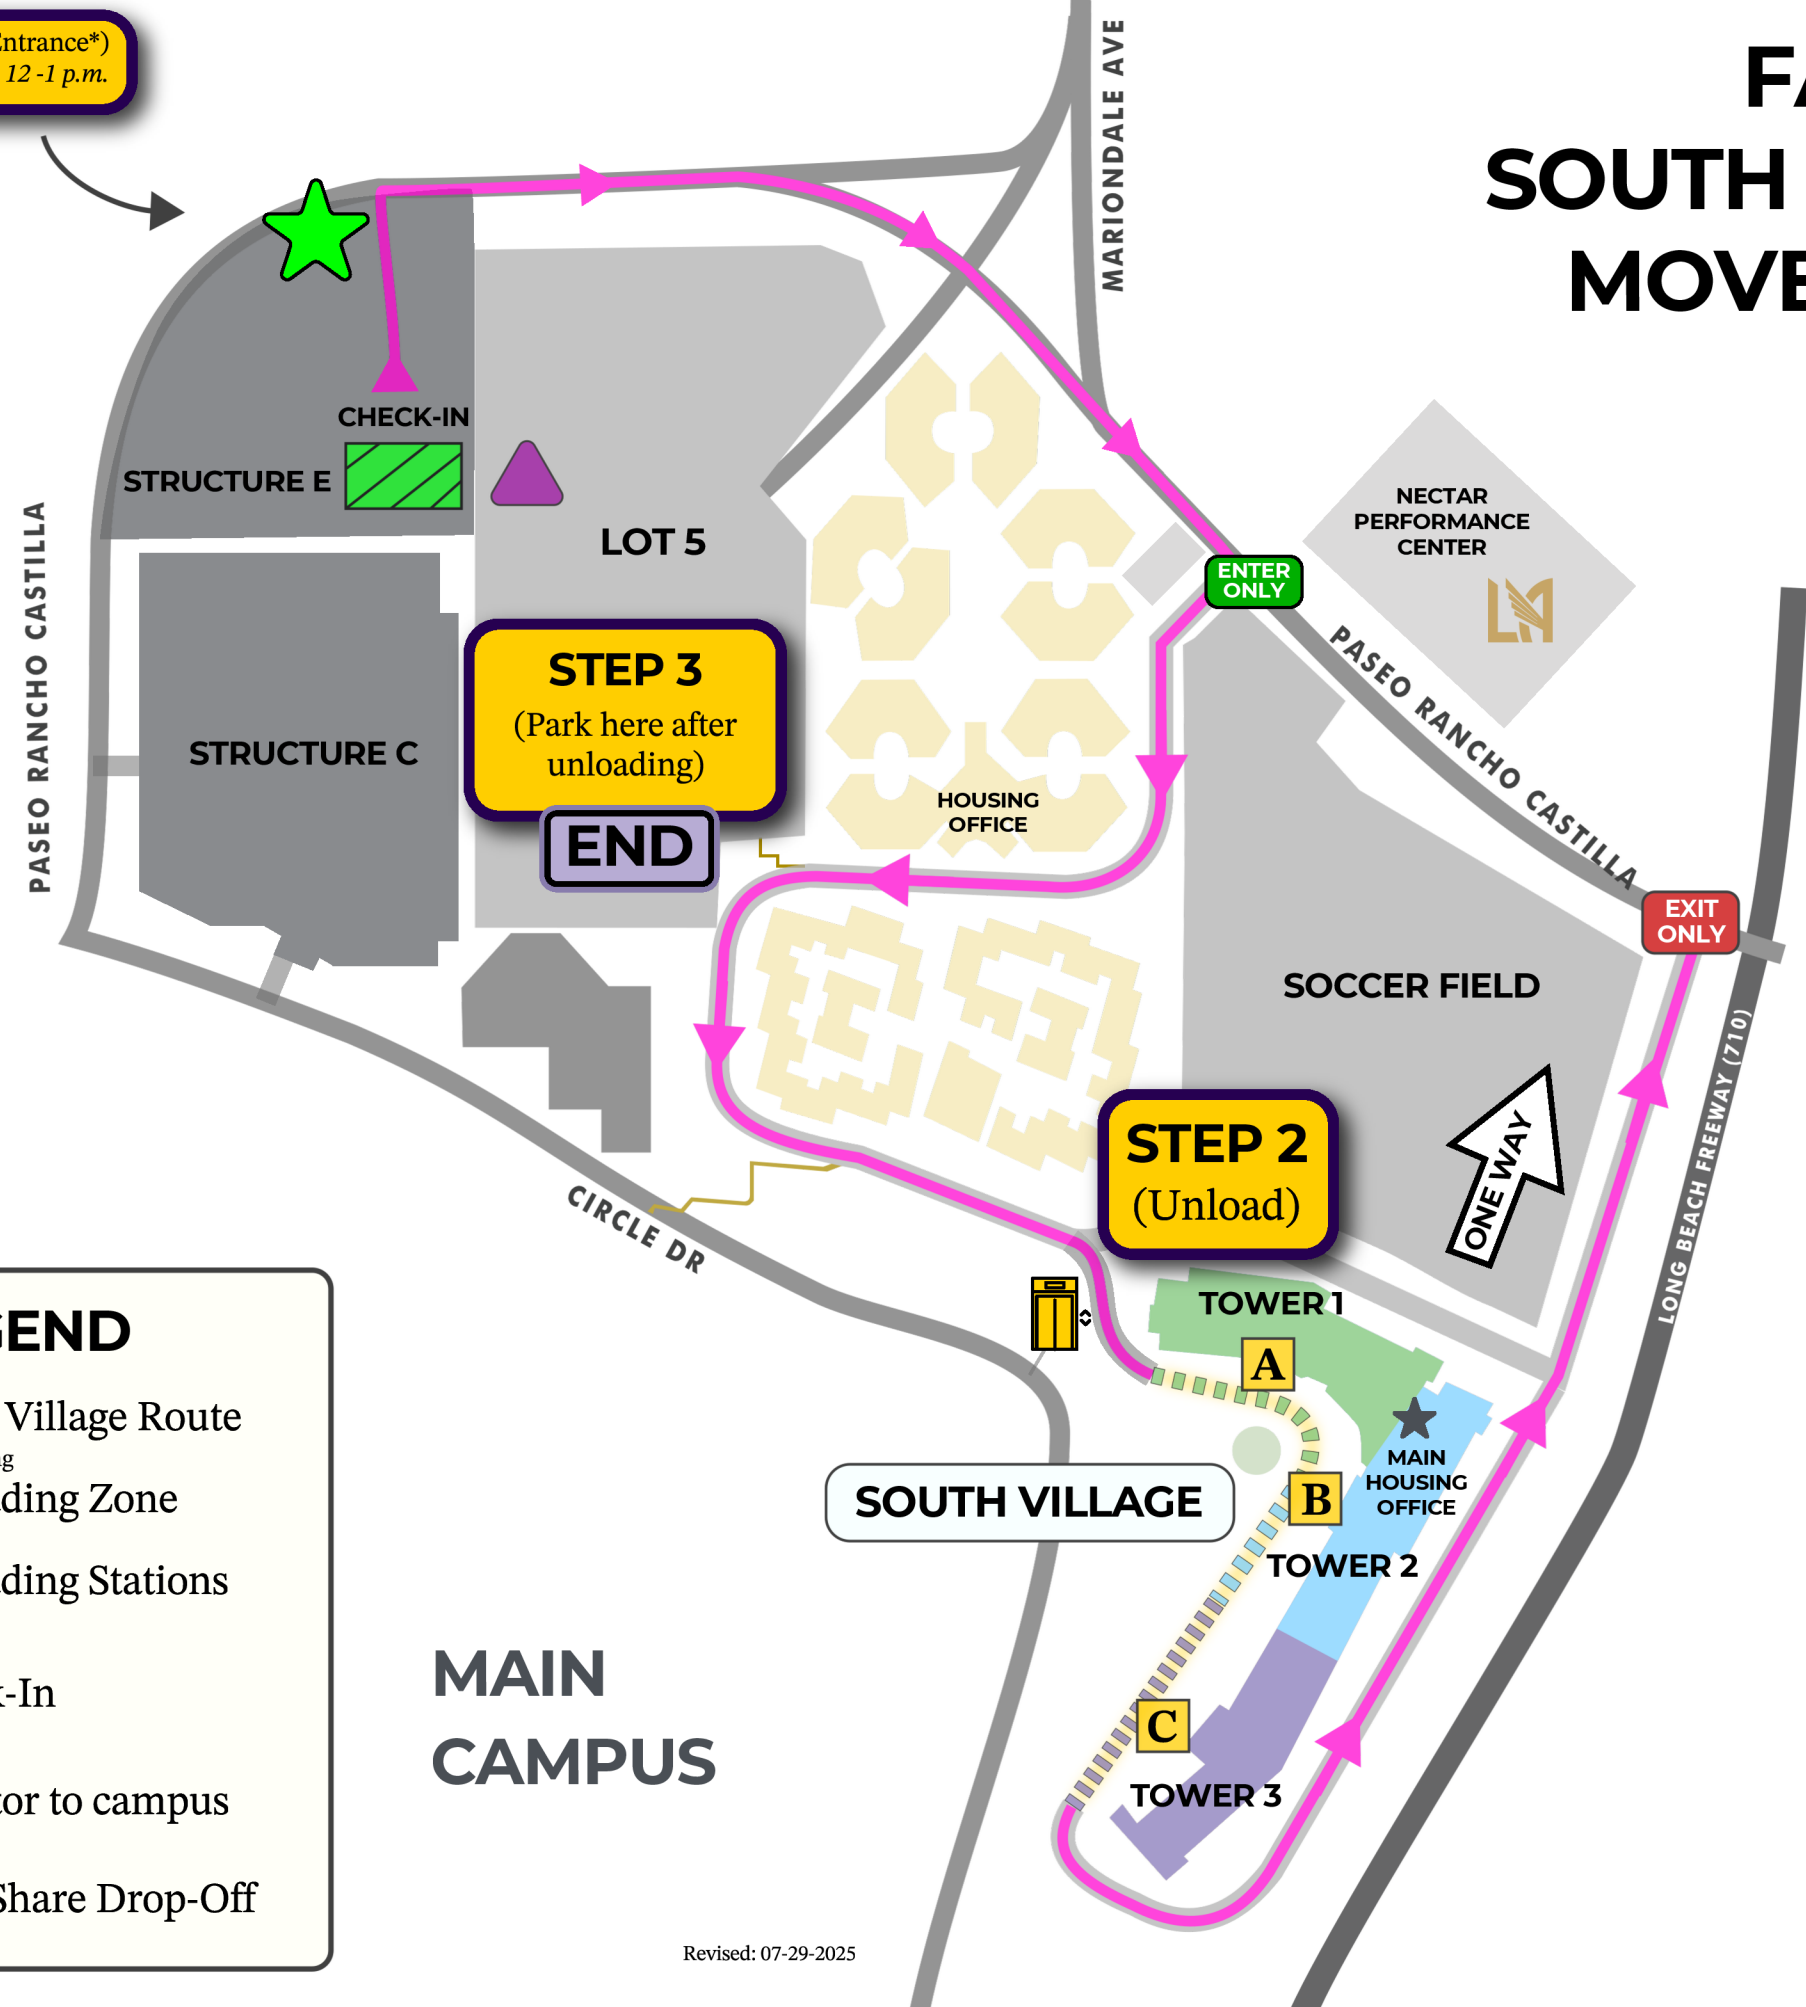 Entrance*)
12 -1 p.m.
MARIONDALE AVE
FA
SOUTH
MOVE
CHECK-IN
STRUCTURE E
LOT 5
NECTAR
PERFORMANCE
CENTER
ENTER
ONLY
PASEO RANCHO CASTILLA
PASEO RANCHO CASTILLA
STEP 3
(Park here after
unloading)
END
STRUCTURE C
HOUSING
OFFICE
EXIT
ONLY
SOCCER FIELD
LONG BEACH FREEWAY (710)
ONE WAY
STEP 2
(Unload)
CIRCLE DR
TOWER 1
A
MAIN
HOUSING
OFFICE
B
SOUTH VILLAGE
TOWER 2
C
TOWER 3
GEND
Village Route
g
ding Zone
ding Stations
k-In
tor to campus
Share Drop-Off
MAIN
CAMPUS
Revised: 07-29-2025